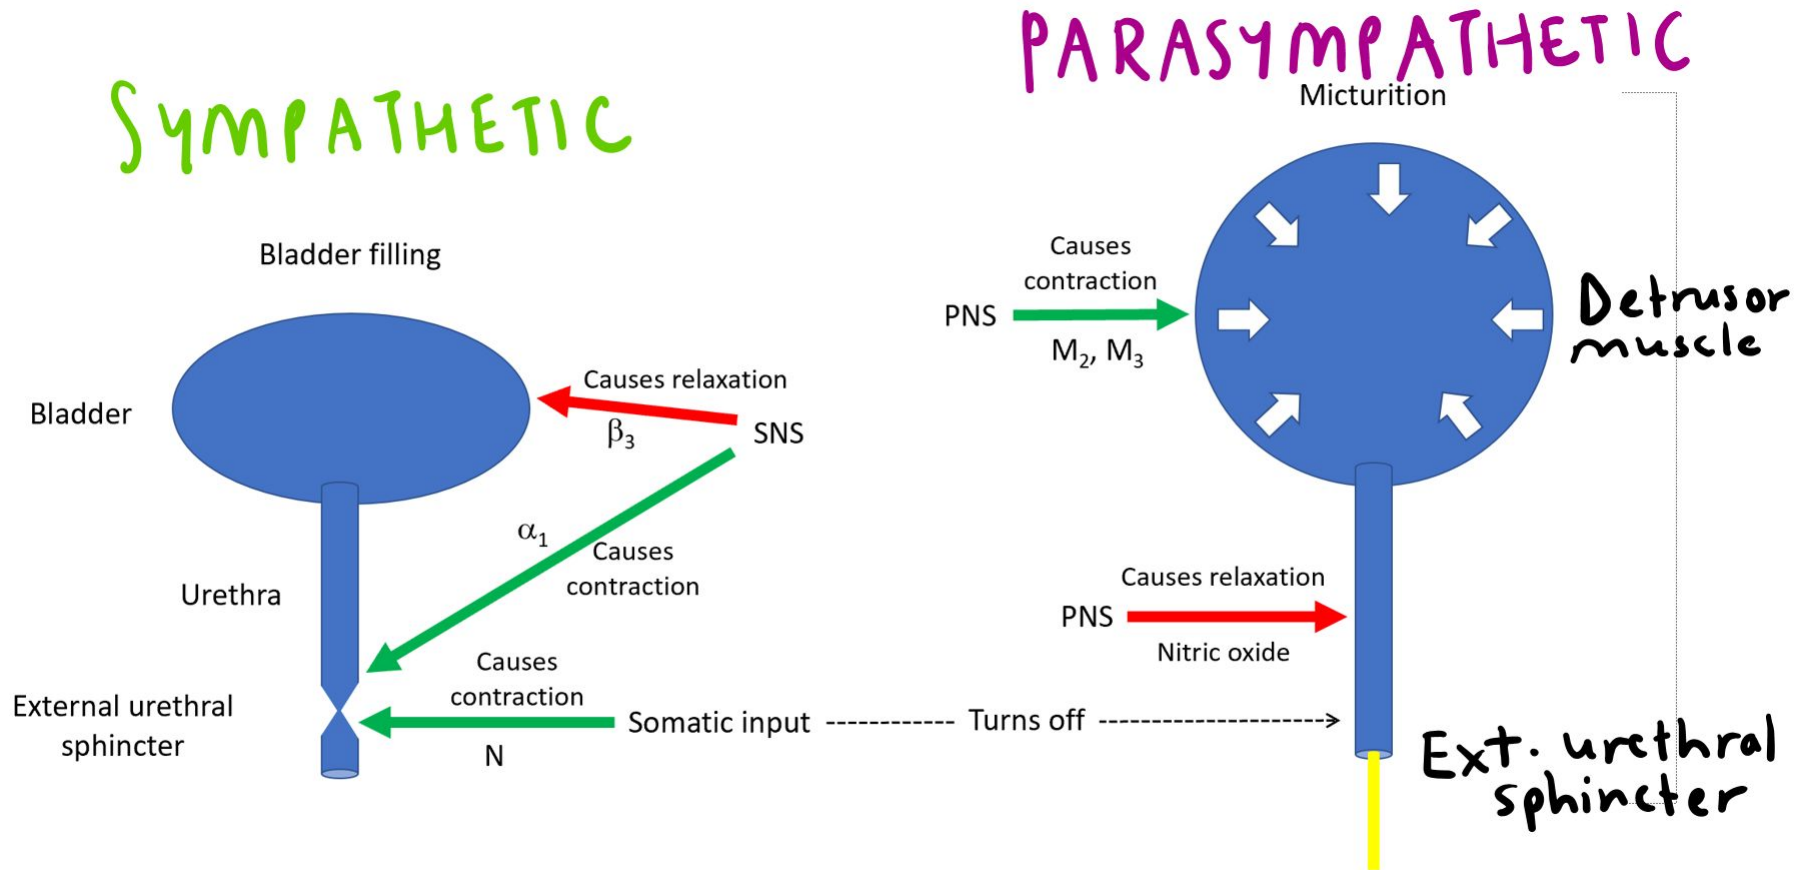 SYMPATHETIC
Bladder filling
Bladder
Causes relaxation
β₃
SNS
α₁
Causes
contraction
Urethra
Causes
contraction
External urethral
sphincter
N
Somatic input
Turns off
PARASYMPATHETIC
Micturition
Causes
contraction
PNS
M₂, M₃
Detrusor
muscle
Causes relaxation
PNS
Nitric oxide
Ext. urethral
sphincter